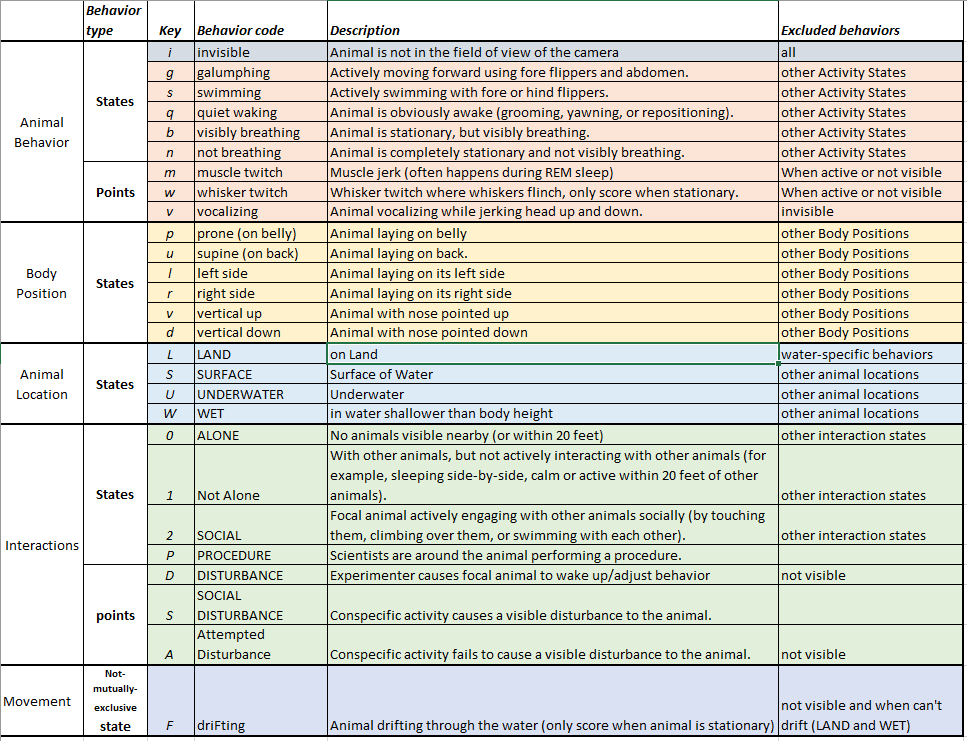 Behavior type Key Behavior code Description Excluded behaviors
Animal Behavior
States
i invisible Animal is not in the field of view of the camera all
g galumphing Actively moving forward using fore flippers and abdomen. other Activity States
s swimming Actively swimming with fore or hind flippers. other Activity States
q quiet waking Animal is obviously awake (grooming, yawning, or repositioning). other Activity States
b visibly breathing Animal is stationary, but visibly breathing. other Activity States
n not breathing Animal is completely stationary and not visibly breathing. other Activity States
Points
m muscle twitch Muscle jerk (often happens during REM sleep) When active or not visible
w whisker twitch Whisker twitch where whiskers flinch, only score when stationary. When active or not visible
v vocalizing Animal vocalizing while jerking head up and down. invisible
Body Position
States
p prone (on belly) Animal laying on belly other Body Positions
u supine (on back) Animal laying on back. other Body Positions
l left side Animal laying on its left side other Body Positions
r right side Animal laying on its right side other Body Positions
v vertical up Animal with nose pointed up other Body Positions
d vertical down Animal with nose pointed down other Body Positions
Animal Location
States
L LAND on Land water-specific behaviors
S SURFACE Surface of Water other animal locations
U UNDERWATER Underwater other animal locations
W WET in water shallower than body height other animal locations
Interactions
States
0 ALONE No animals visible nearby (or within 20 feet) other interaction states
With other animals, but not actively interacting with other animals (for
example, sleeping side-by-side, calm or active within 20 feet of other
1 Not Alone animals). other interaction states
Focal animal actively engaging with other animals socially (by touching
2 SOCIAL them, climbing over them, or swimming with each other). other interaction states
P PROCEDURE Scientists are around the animal performing a procedure.
points
D DISTURBANCE Experimenter causes focal animal to wake up/adjust behavior not visible
SOCIAL
S DISTURBANCE Conspecific activity causes a visible disturbance to the animal.
Attempted
A Disturbance Conspecific activity fails to cause a visible disturbance to the animal. not visible
Movement
Not-
mutually-
exclusive
state
not visible and when can't
F driFting Animal drifting through the water (only score when animal is stationary) drift (LAND and WET)